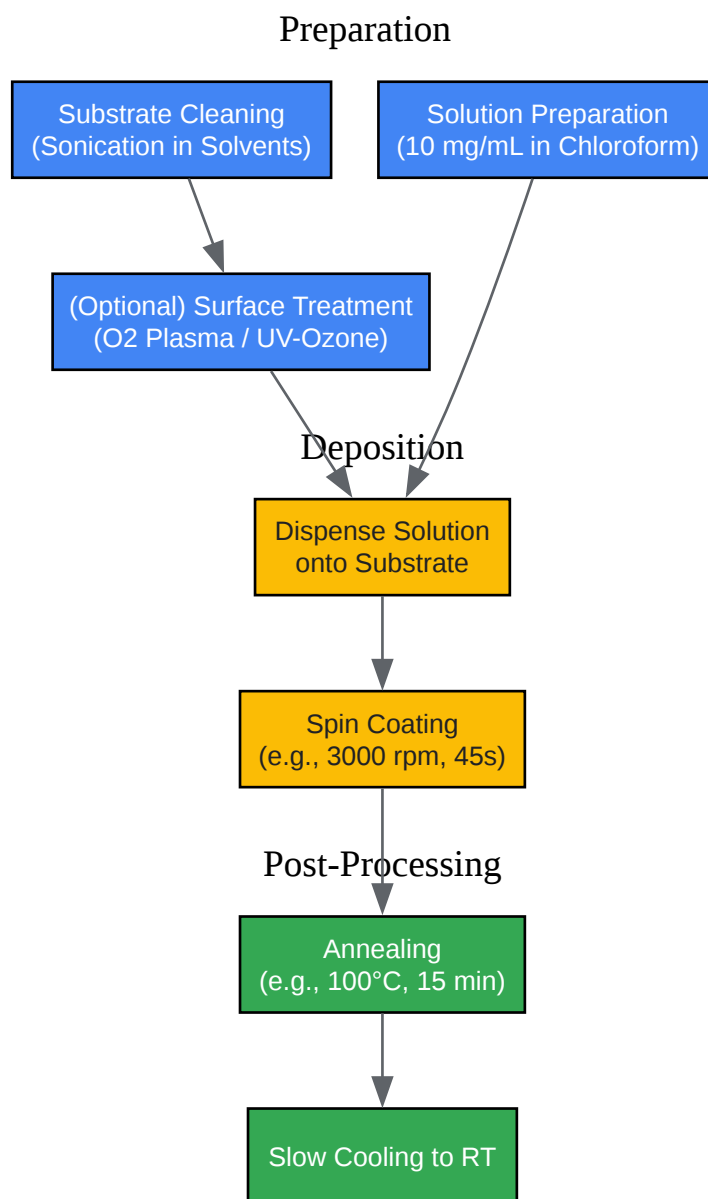 Preparation
Substrate Cleaning
(Sonication in Solvents)
Solution Preparation
(10 mg/mL in Chloroform)
(Optional) Surface Treatment
(O2 Plasma / UV-Ozone)
Deposition
Dispense Solution
onto Substrate
Spin Coating
(e.g., 3000 rpm, 45s)
Post-Processing
Annealing
(e.g., 100°C, 15 min)
Slow Cooling to RT